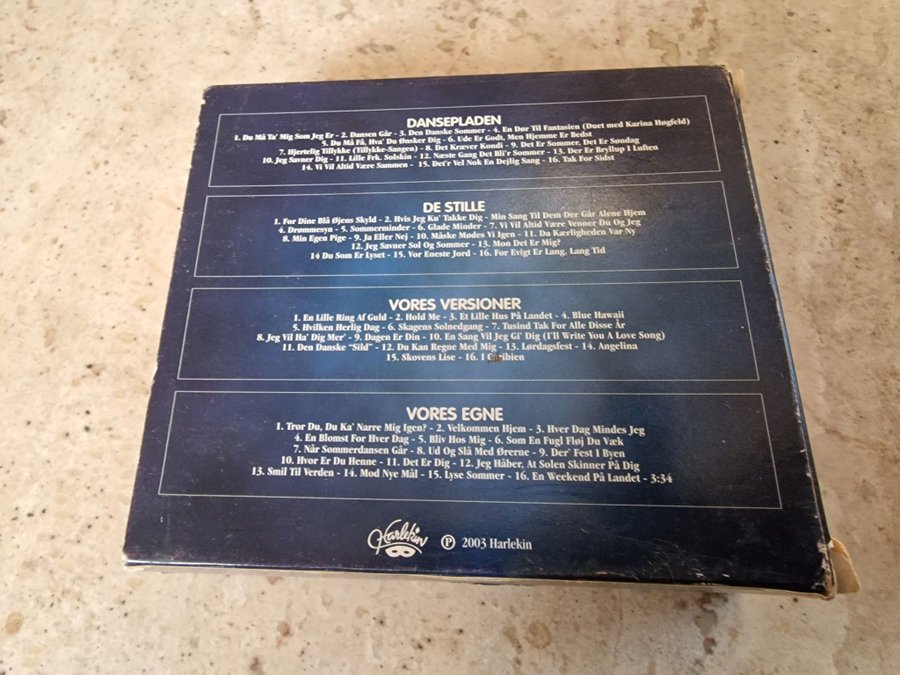 DANSEPLADEN
1. Du Må Ta' Mig Som Jeg Er - 2. Dansen Går - 3. Den Danske Sommer - 4. En Dør Til Fantasien (Duet med Karina Høgfeld)
5. Du Må Få, Hva' Du Ønsker Dig - 6. Ude Er Godt, Men Hjemme Er Bedst
7. Hjertelig Tillykke (Tillykke-Sangen) - 8. Det Kræver Kondi - 9. Det Er Sommer, Det Er Søndag
10. Jeg Savner Dig - 11. Lille Frk. Solskin - 12. Næste Gang Det Bli'r Sommer - 13. Der Er Bryllup I Luften
14. Vi Vil Altid Være Sammen - 15. Det'r Vel Nok En Dejlig Sang - 16. Tak For Sidst
DE STILLE
1. For Dine Blå Øjens Skyld - 2. Hvis Jeg Ku' Takke Dig - Min Sang Til Dem Der Går Alene Hjem
4. Drømmesyn - 5. Sommerminder - 6. Glade Minder - 7. Vi Vil Altid Være Venner Du Og Jeg
8. Min Egen Pige - 9. Ja Eller Nej - 10. Måske Mødes Vi Igen - 11. Da Kærligheden Var Ny
12. Jeg Savner Sol Og Sommer - 13. Mon Det Er Mig?
14 Du Som Er Lyset - 15. Vor Eneste Jord - 16. For Evigt Er Lang, Lang Tid
VORES VERSIONER
1. En Lille Ring Af Guld - 2. Hold Me - 3. Et Lille Hus På Landet - 4. Blue Hawaii
5. Hvilken Herlig Dag - 6. Skagens Solnedgang - 7. Tusind Tak For Alle Disse År
8. Jeg Vil Ha' Dig Mer' - 9. Dagen Er Din - 10. En Sang Vil Jeg Gi' Dig (I'll Write You A Love Song)
11. Den Danske "Sild" - 12. Du Kan Regne Med Mig - 13. Lørdagsfest - 14. Angelina
15. Skovens Lise - 16. I Caribien
VORES EGNE
1. Tror Du, Du Ka' Narre Mig Igen? - 2. Velkommen Hjem - 3. Hver Dag Mindes Jeg
4. En Blomst For Hver Dag - 5. Bliv Hos Mig - 6. Som En Fugl Fløj Du Væk
7. Når Sommerdansen Går - 8. Ud Og Slå Med Ørerne - 9. Der' Fest I Byen
10. Hvor Er Du Henne - 11. Det Er Dig - 12. Jeg Håber, At Solen Skinner På Dig
13. Smil Til Verden - 14. Mod Nye Mål - 15. Lyse Sommer - 16. En Weekend På Landet - 3:34
Harlekin ℗ 2003 Harlekin